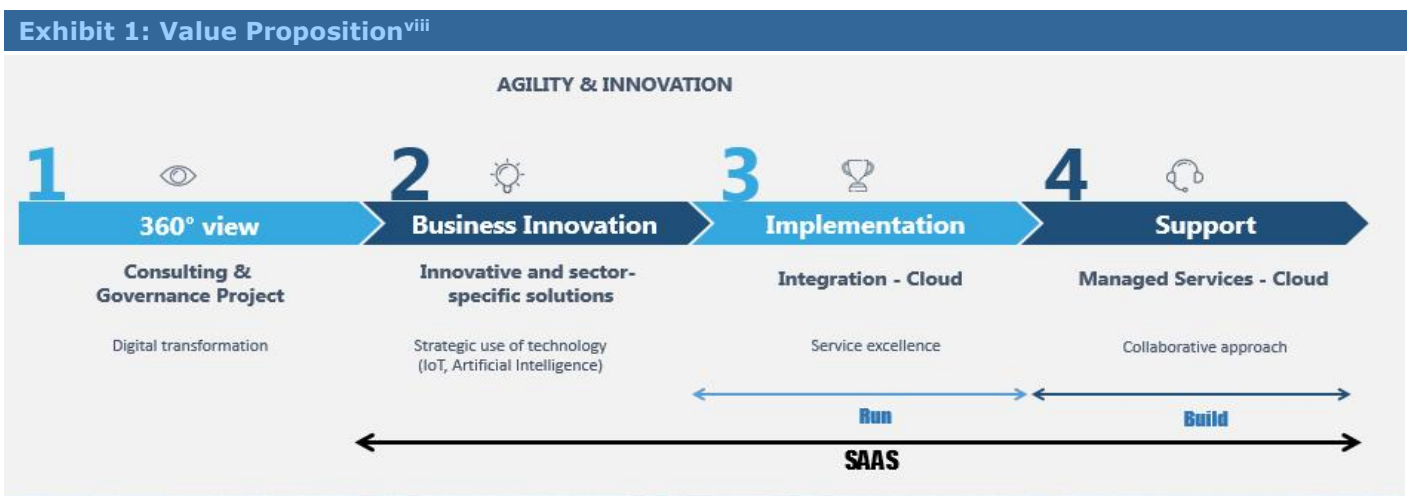 Exhibit 1: Value Propositionviii
AGILITY & INNOVATION
1
2
3
4
360° view
Business Innovation
Implementation
Support
Consulting &
Governance Project
Innovative and sector-
specific solutions
Integration - Cloud
Managed Services - Cloud
Digital transformation
Strategic use of technology
(IoT, Artificial Intelligence)
Service excellence
Collaborative approach
Run
Build
SAAS